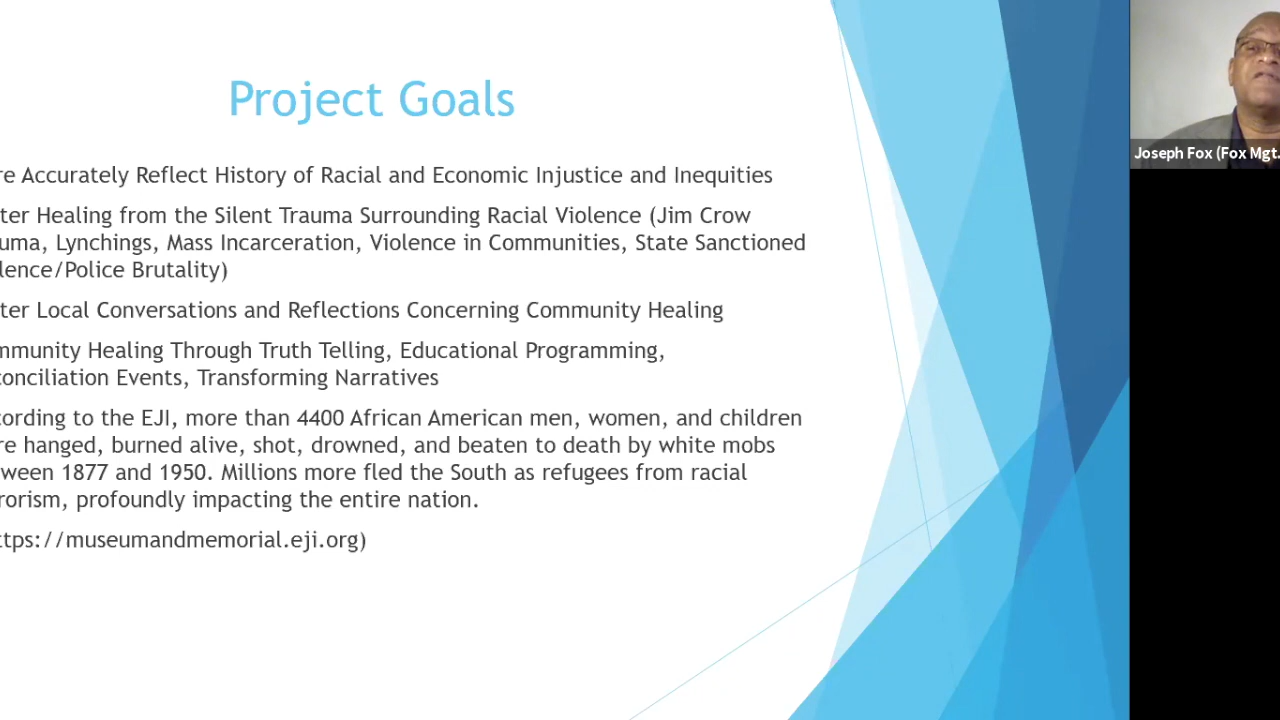 Project Goals
re Accurately Reflect History of Racial and Economic Injustice and Inequities
ter Healing from the Silent Trauma Surrounding Racial Violence (Jim Crow
uma, Lynchings, Mass Incarceration, Violence in Communities, State Sanctioned
lence/Police Brutality)
ter Local Conversations and Reflections Concerning Community Healing
mmunity Healing Through Truth Telling, Educational Programming,
conciliation Events, Transforming Narratives
cording to the EJI, more than 4400 African American men, women, and children
re hanged, burned alive, shot, drowned, and beaten to death by white mobs
ween 1877 and 1950. Millions more fled the South as refugees from racial
rorism, profoundly impacting the entire nation.
ttps://museumandmemorial.eji.org)
Joseph Fox (Fox Mgt.